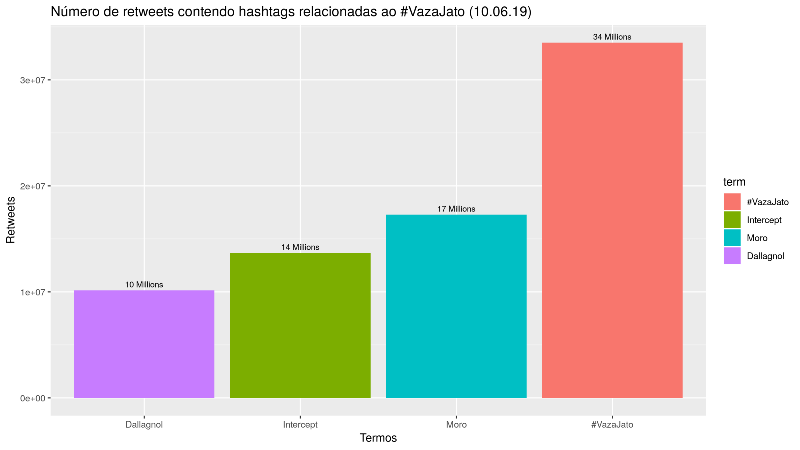 Número de retweets contendo hashtags relacionadas ao #VazaJato (10.06.19)
34 Millions
3e+07
2e+07
17 Millions
14 Millions
10 Millions
1e+07
0e+00
Retweets
Dallagnol
Intercept
Moro
#VazaJato
Termos
term
#VazaJato
Intercept
Moro
Dallagnol